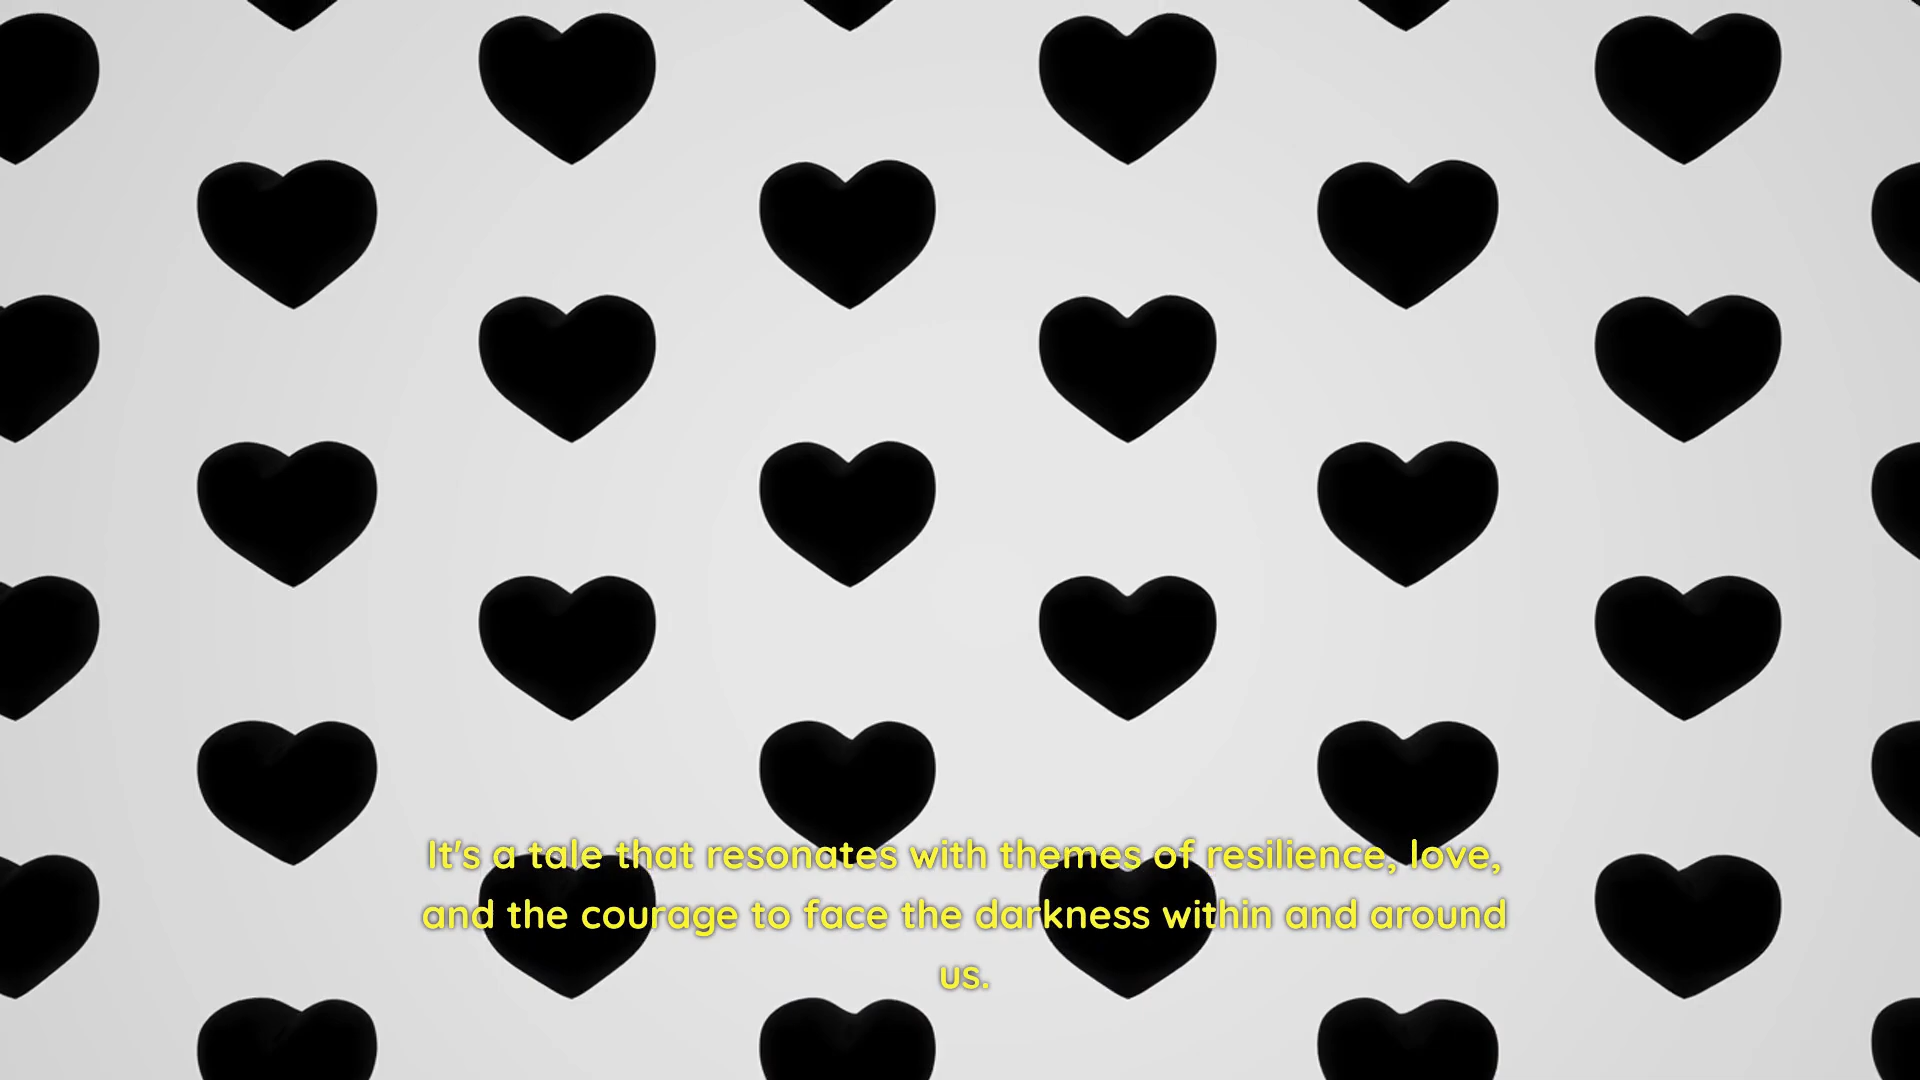 It's a tale that resonates with themes of resilience, love,
and the courage to face the darkness within and around
us.